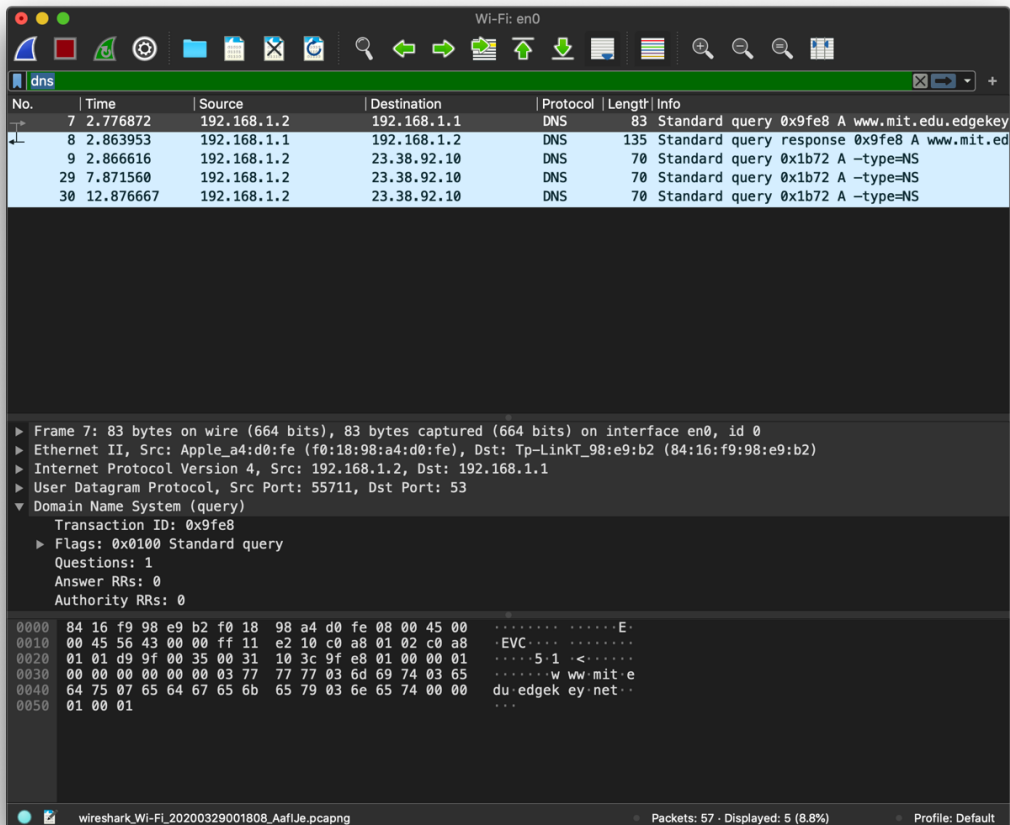 Wi-Fi: en0
dns
No. Time Source Destination Protocol Length Info
7 2.776872 192.168.1.2 192.168.1.1 DNS 83 Standard query 0x9fe8 A www.mit.edu.edgekey
8 2.863953 192.168.1.1 192.168.1.2 DNS 135 Standard query response 0x9fe8 A www.mit.ed
9 2.866616 192.168.1.2 23.38.92.10 DNS 70 Standard query 0x1b72 A –type=NS
29 7.871560 192.168.1.2 23.38.92.10 DNS 70 Standard query 0x1b72 A –type=NS
30 12.876667 192.168.1.2 23.38.92.10 DNS 70 Standard query 0x1b72 A –type=NS
Frame 7: 83 bytes on wire (664 bits), 83 bytes captured (664 bits) on interface en0, id 0
Ethernet II, Src: Apple_a4:d0:fe (f0:18:98:a4:d0:fe), Dst: Tp-LinkT_98:e9:b2 (84:16:f9:98:e9:b2)
Internet Protocol Version 4, Src: 192.168.1.2, Dst: 192.168.1.1
User Datagram Protocol, Src Port: 55711, Dst Port: 53
Domain Name System (query)
Transaction ID: 0x9fe8
Flags: 0x0100 Standard query
Questions: 1
Answer RRs: 0
Authority RRs: 0
0000 84 16 f9 98 e9 b2 f0 18 98 a4 d0 fe 08 00 45 00 ········ ······E·
0010 00 45 56 43 00 00 ff 11 e2 10 c0 a8 01 02 c0 a8 ·EVC···· ········
0020 01 01 d9 9f 00 35 00 31 10 3c 9f e8 01 00 00 01 ·····5·1 ·<······
0030 00 00 00 00 00 00 03 77 77 77 03 6d 69 74 03 65 ·······w ww·mit·e
0040 64 75 07 65 64 67 65 6b 65 79 03 6e 65 74 00 00 du·edgek ey·net··
0050 01 00 01 ···
wireshark_Wi-Fi_20200329001808_AaflJe.pcapng Packets: 57 · Displayed: 5 (8.8%) Profile: Default